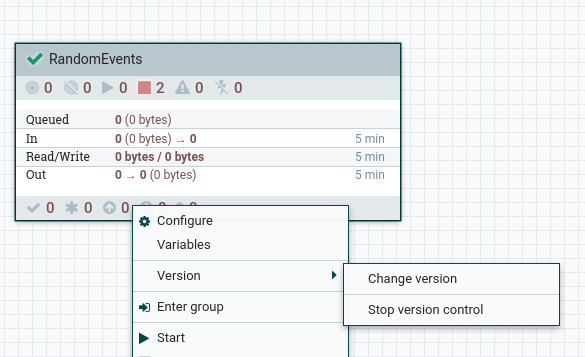 RandomEvents
0 0 0 2 0 0
Queued 0 (0 bytes)
In 0 (0 bytes) → 0 5 min
Read/Write 0 bytes / 0 bytes 5 min
Out 0 → 0 (0 bytes) 5 min
0 0 0
Configure
Variables
Version
Change version
Enter group
Stop version control
Start